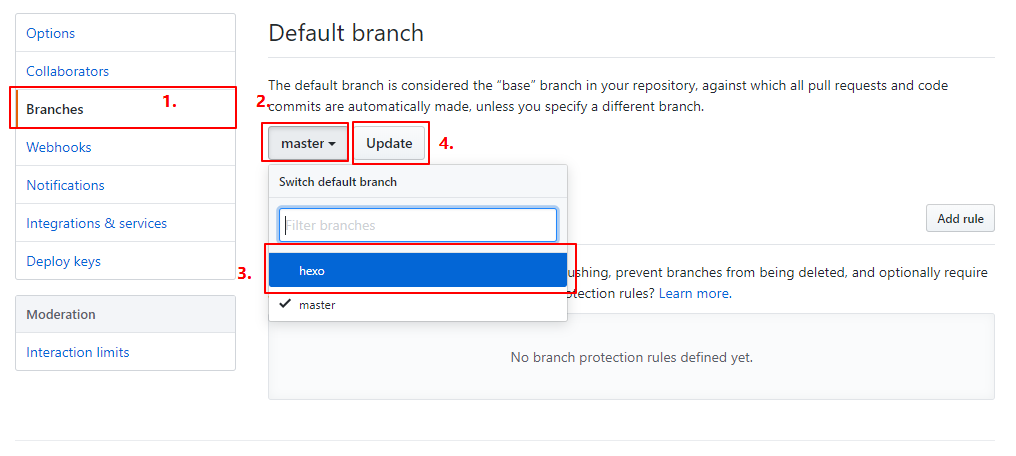 Options
Collaborators
Branches
1.
Webhooks
Notifications
Integrations & services
Deploy keys
Moderation
Interaction limits
Default branch
The default branch is considered the “base” branch in your repository, against which all pull requests and code
commits are automatically made, unless you specify a different branch.
2.
master
Update
4.
Switch default branch
Filter branches
3.
hexo
master
Add rule
ushing, prevent branches from being deleted, and optionally require
rules? Learn more.
No branch protection rules defined yet.